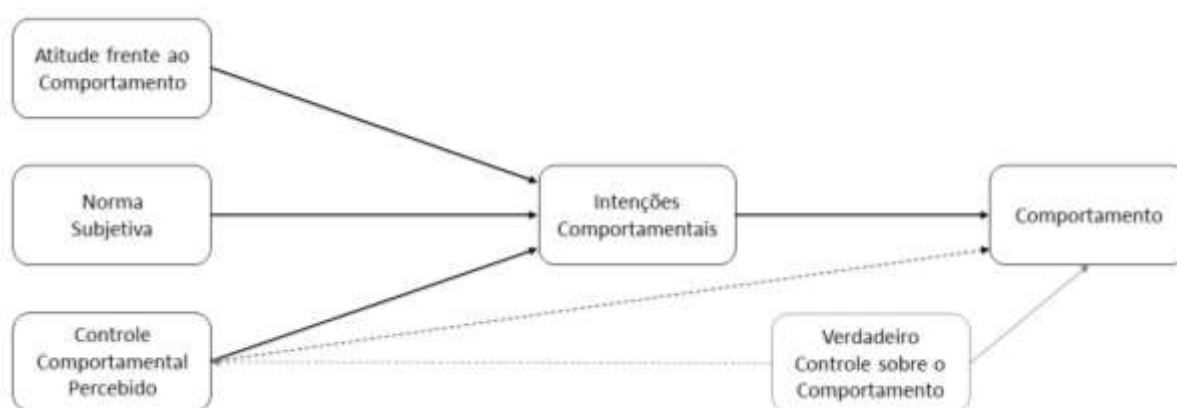 Atitude frente ao
Comportamento
Norma
Subjetiva
Controle
Comportamental
Percebido
Intenções
Comportamentais
Comportamento
Verdadeiro
Controle sobre o
Comportamento